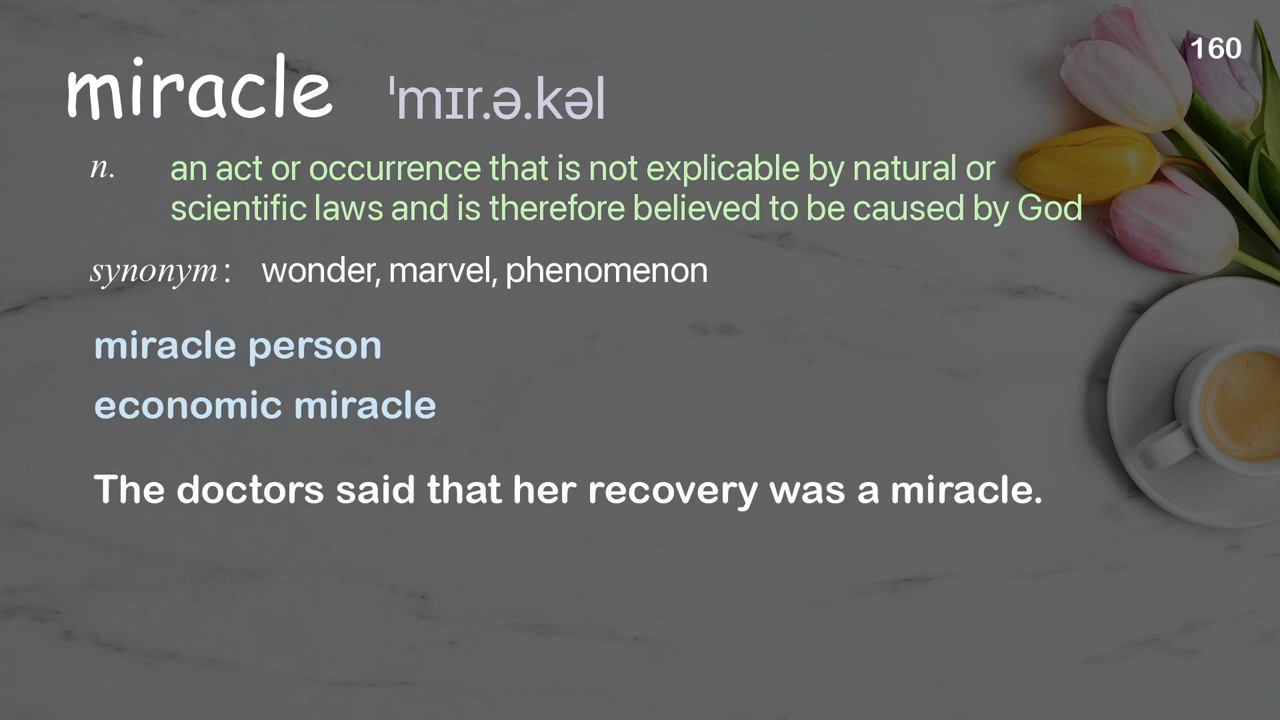 160
miracle ˈmɪr.ə.kəl
n. an act or occurrence that is not explicable by natural or
scientific laws and is therefore believed to be caused by God
synonym: wonder, marvel, phenomenon
miracle person
economic miracle
The doctors said that her recovery was a miracle.